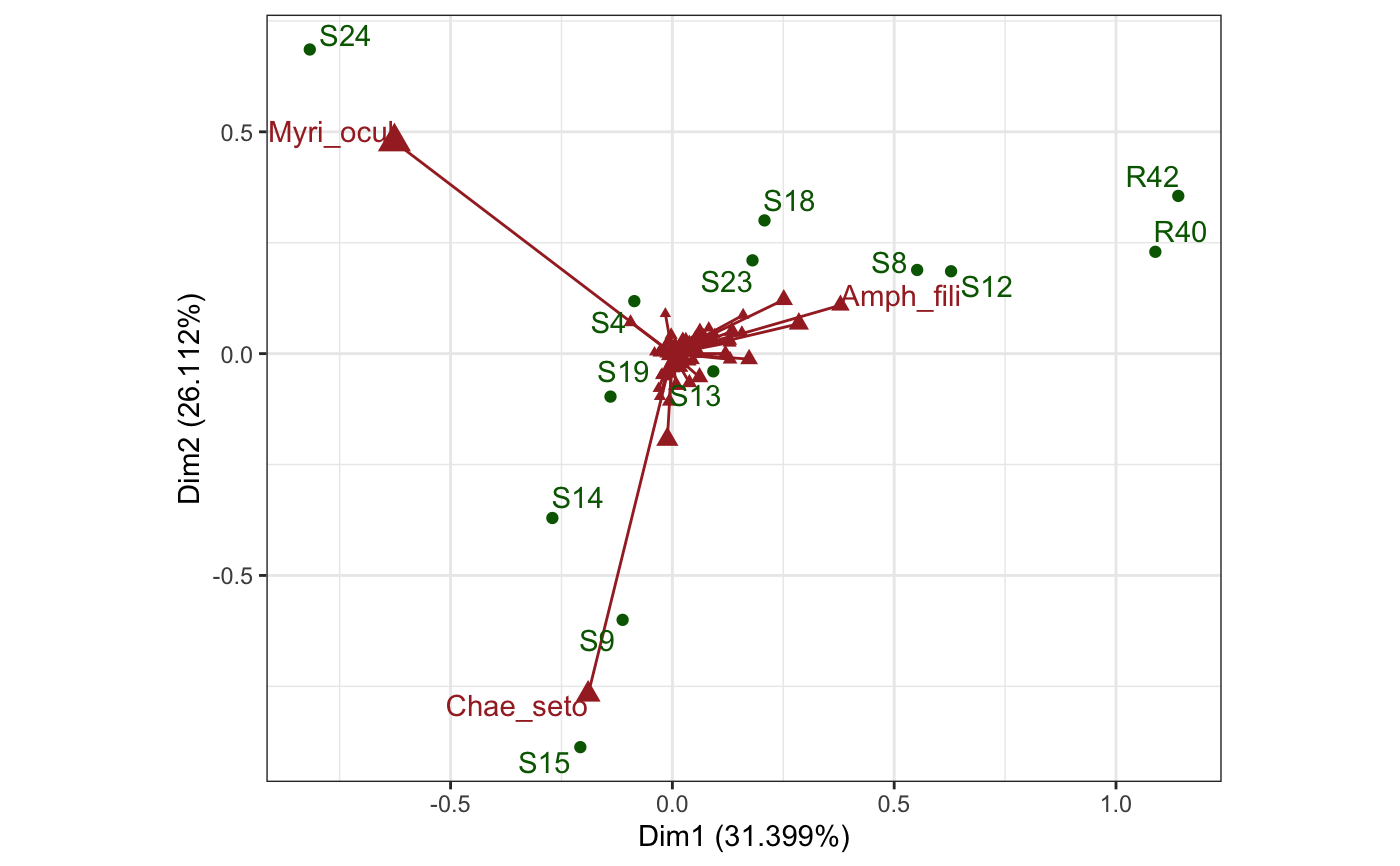 S24
0.5
Myri_ocul
R42
S18
R40
S8
S23
S12
Amph_fili
S4
0.0
S19
S13
Dim2 (26.112%)
S14
-0.5
S9
Chae_seto
S15
-0.5 0.0 0.5 1.0
Dim1 (31.399%)